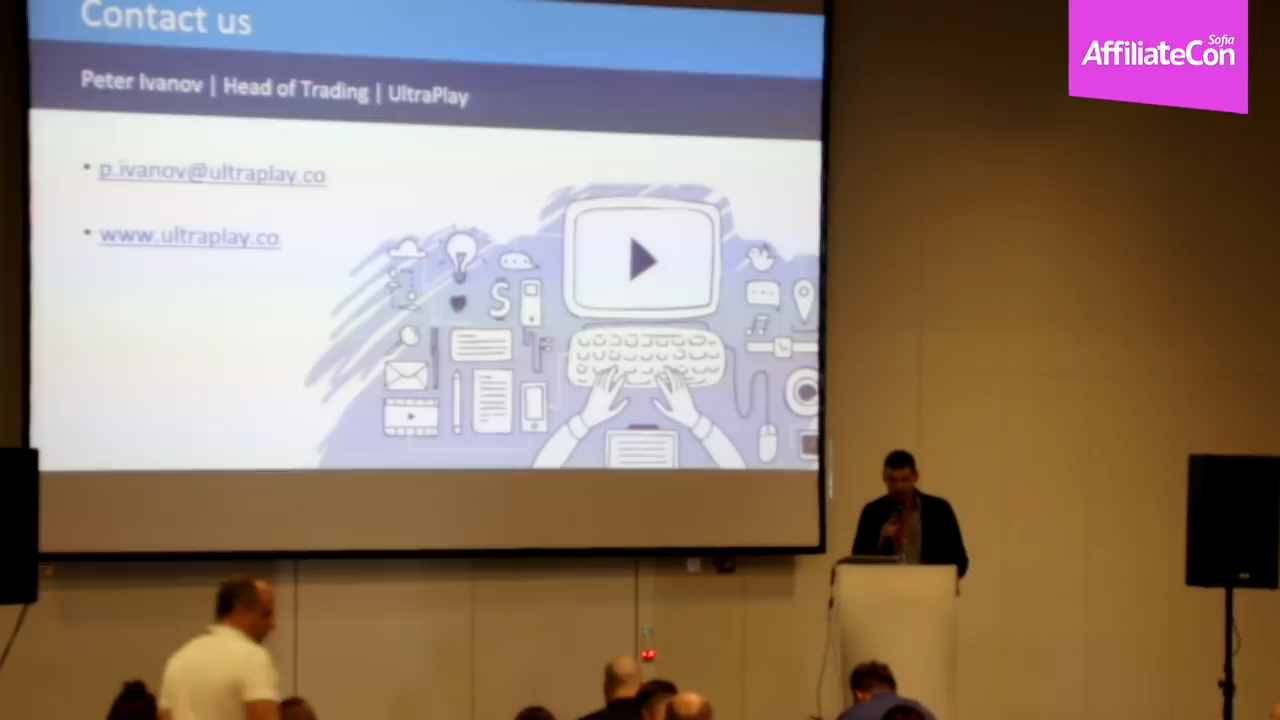 Contact us
Peter Ivanov | Head of Trading | UltraPlay
• p.ivanov@ultraplay.co
• www.ultraplay.co
Sofia
AffiliateCon
S